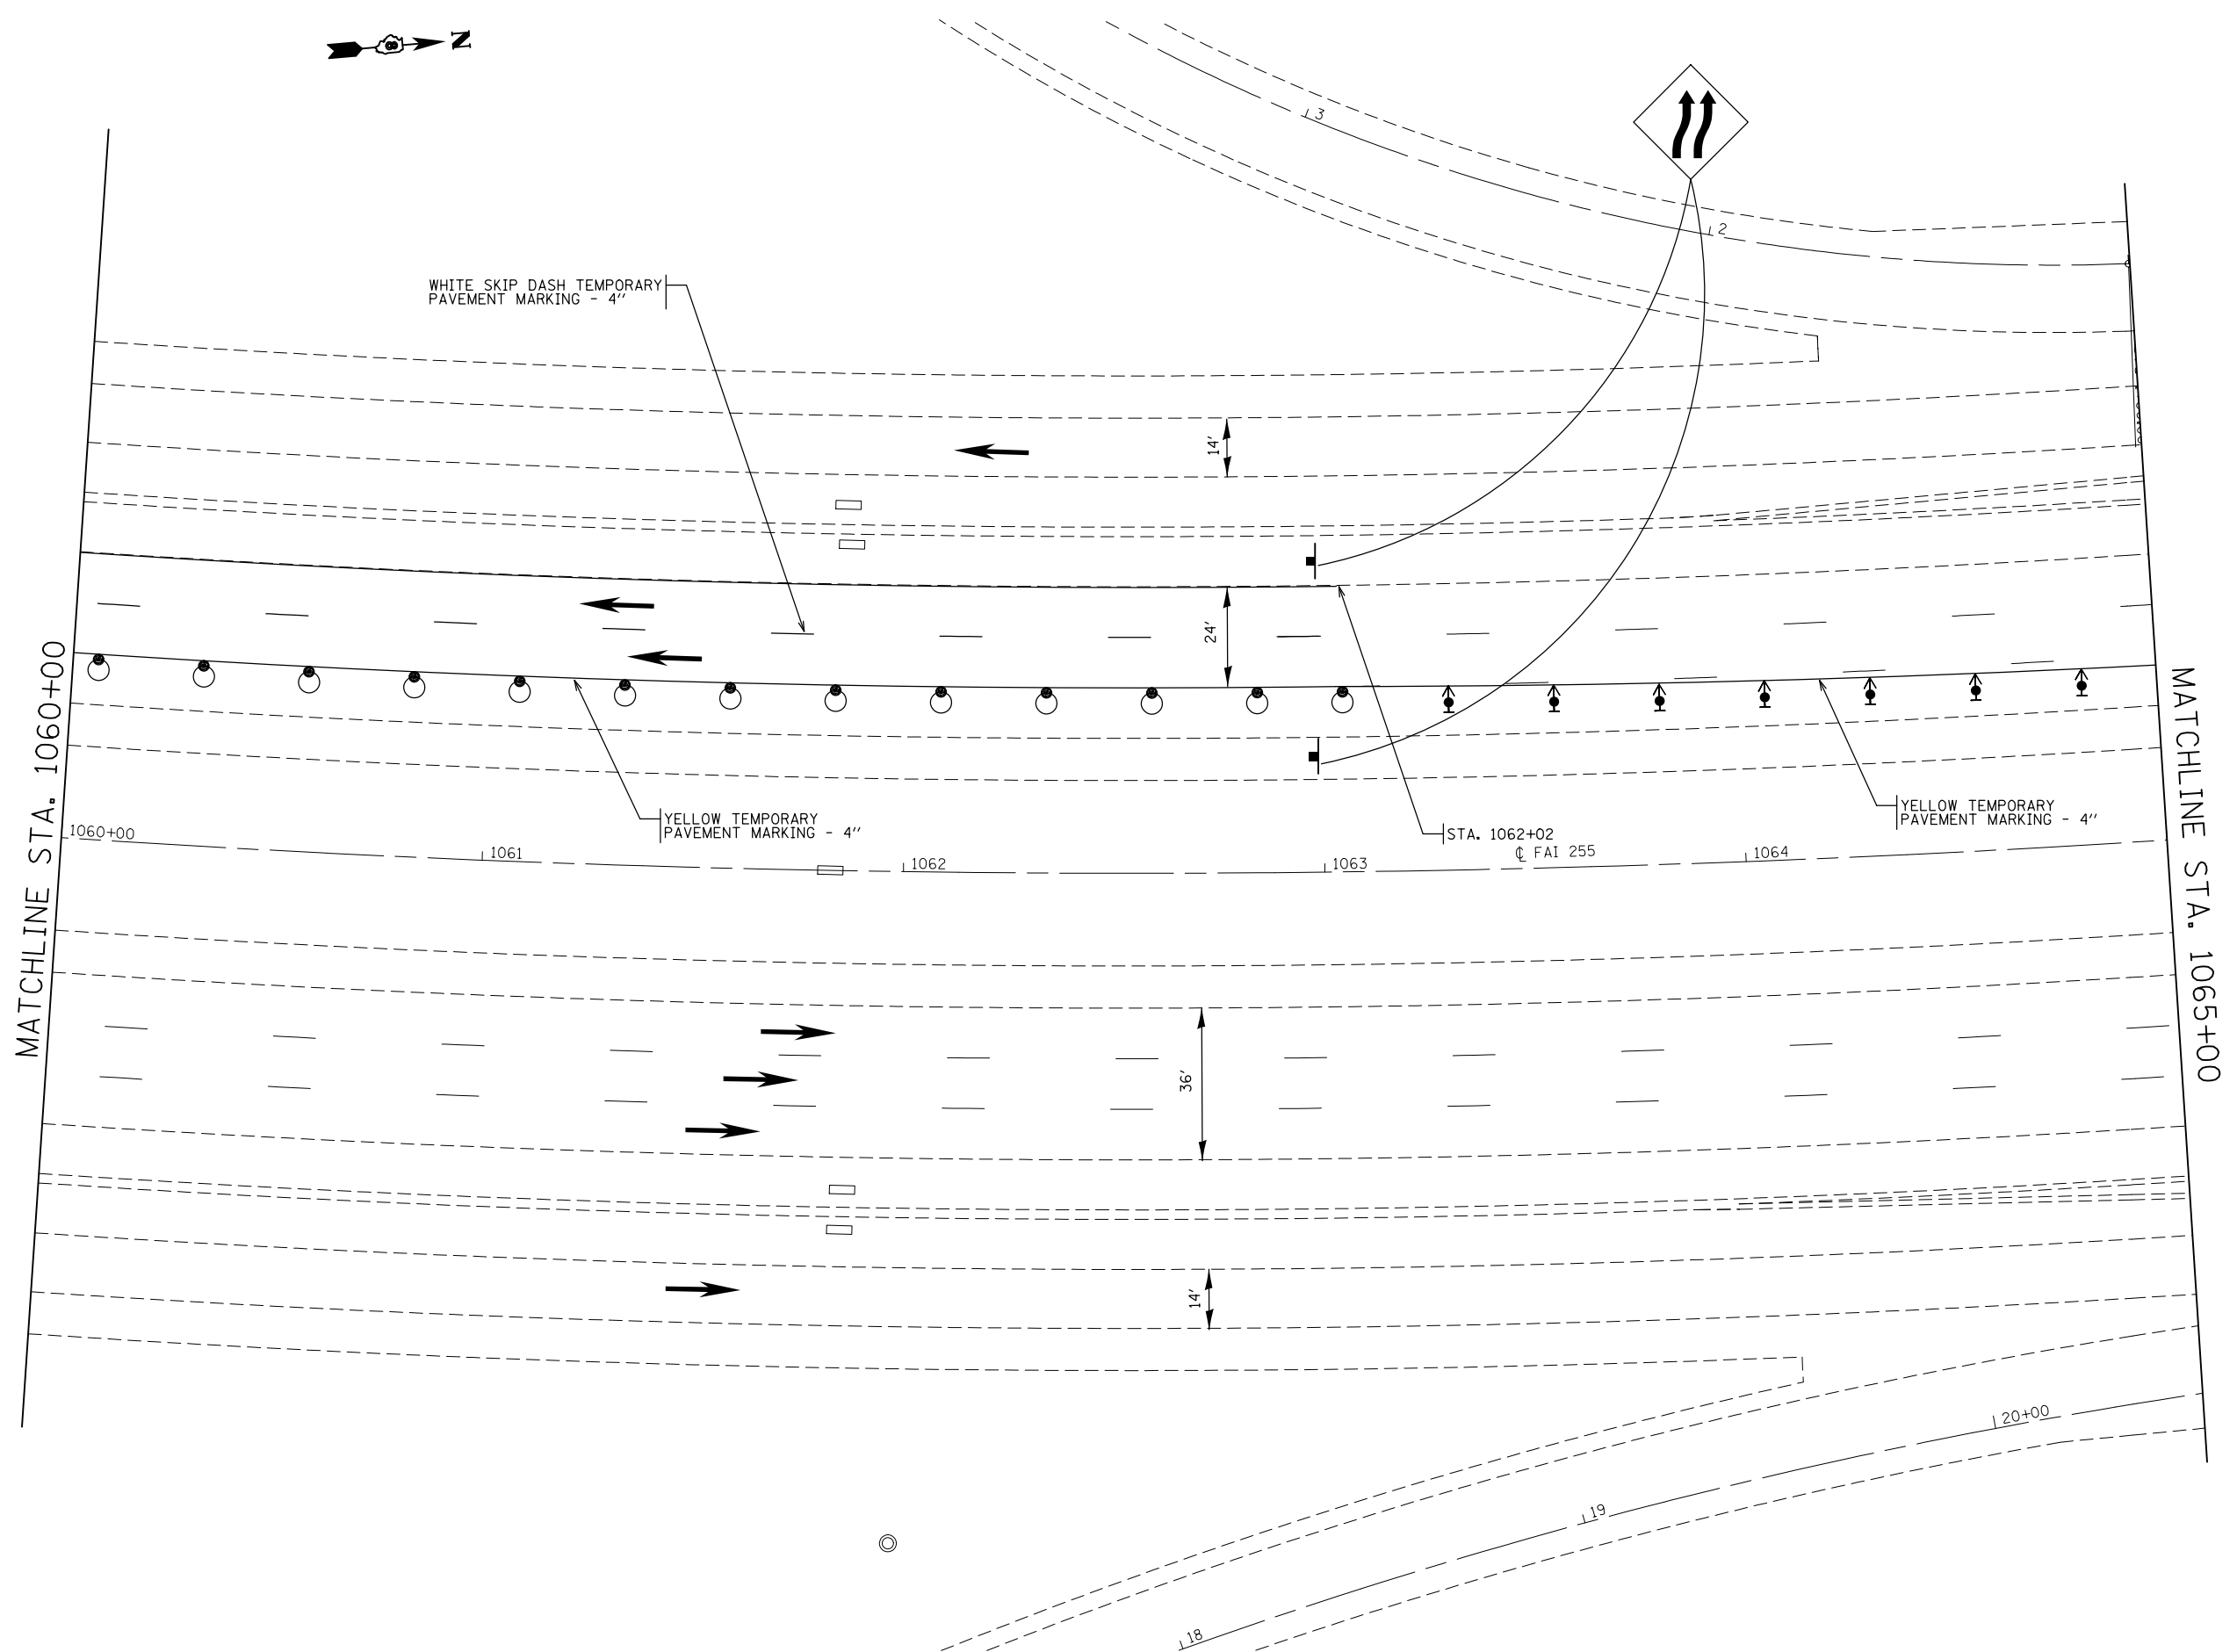 N
3
2
WHITE SKIP DASH TEMPORARY
PAVEMENT MARKING - 4"
14'
24'
MATCHLINE STA. 1060+00
MATCHLINE STA. 1065+00
YELLOW TEMPORARY
PAVEMENT MARKING - 4"
YELLOW TEMPORARY
PAVEMENT MARKING - 4"
STA. 1062+02
℄ FAI 255
1060+00
1061
1062
1063
1064
36'
14'
20+00
19
18